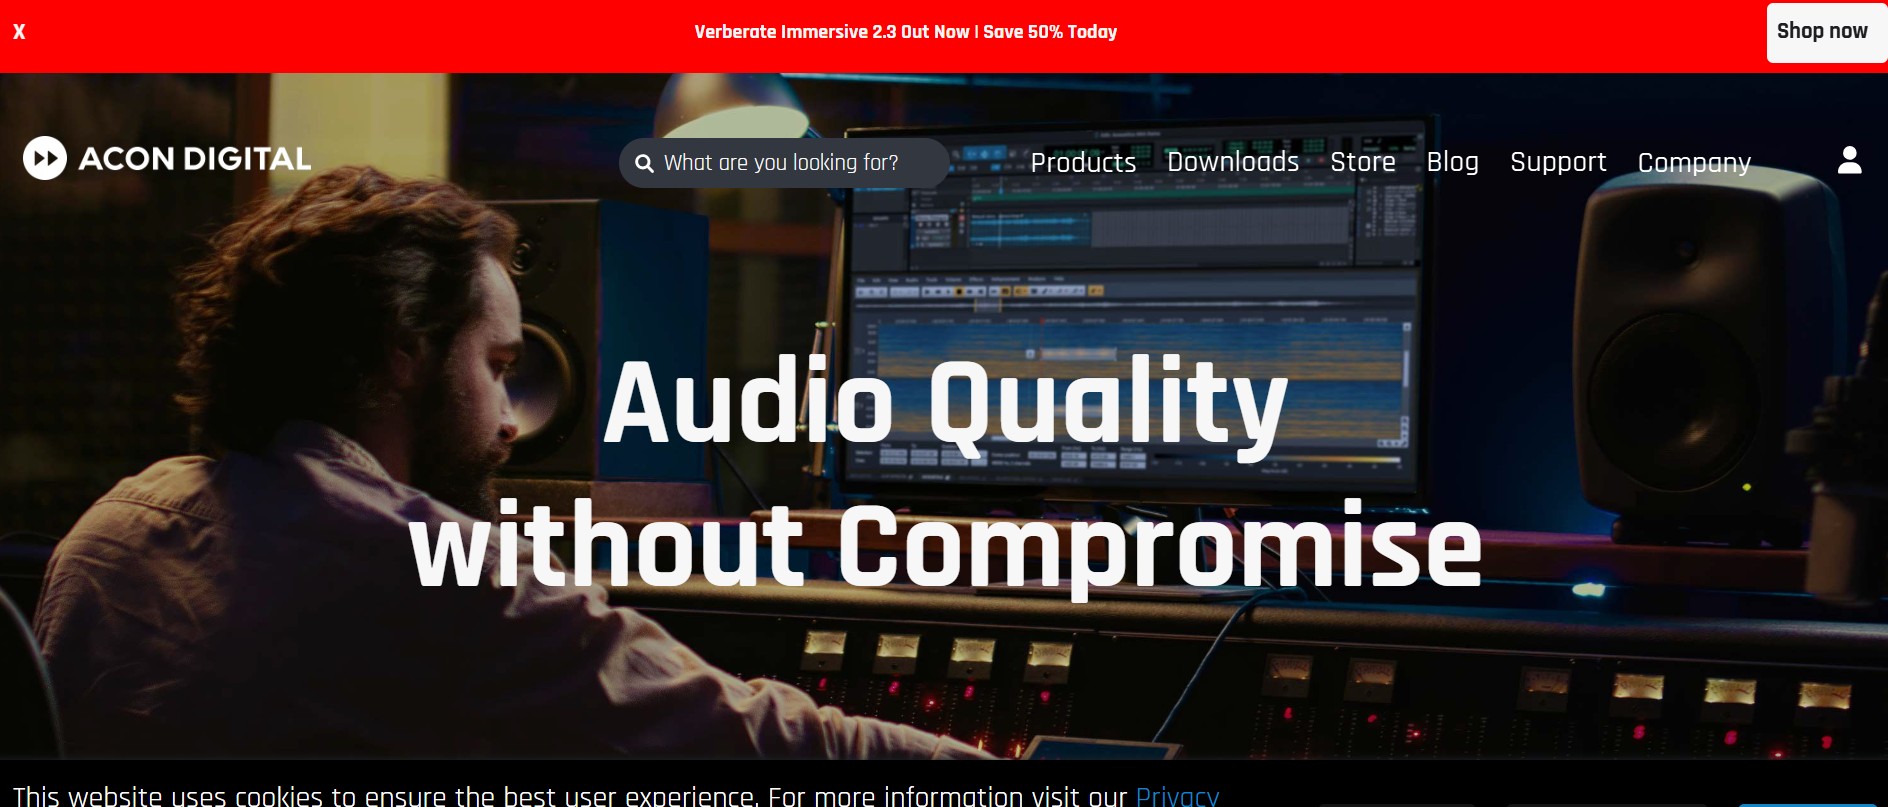 X
Verberate Immersive 2.3 Out Now | Save 50% Today
Shop now
ACON DIGITAL
What are you looking for?
Products Downloads Store Blog Support Company
Audio Quality
without Compromise
This website uses cookies to ensure the best user experience. For more information visit our Privacy